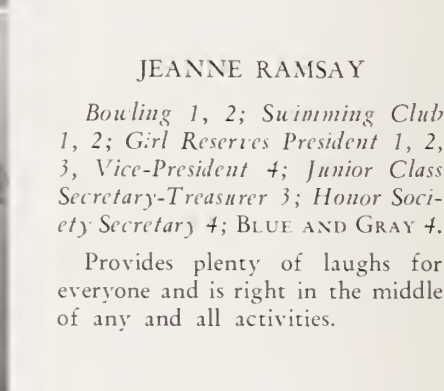 JEANNE RAMSAY
Bowling 1, 2; Swimming Club
1, 2; Girl Reserves President 1, 2,
3, Vice-President 4; Junior Class
Secretary-Treasurer 3; Honor Soci-
ety Secretary 4; BLUE AND GRAY 4.
Provides plenty of laughs for
everyone and is right in the middle
of any and all activities.